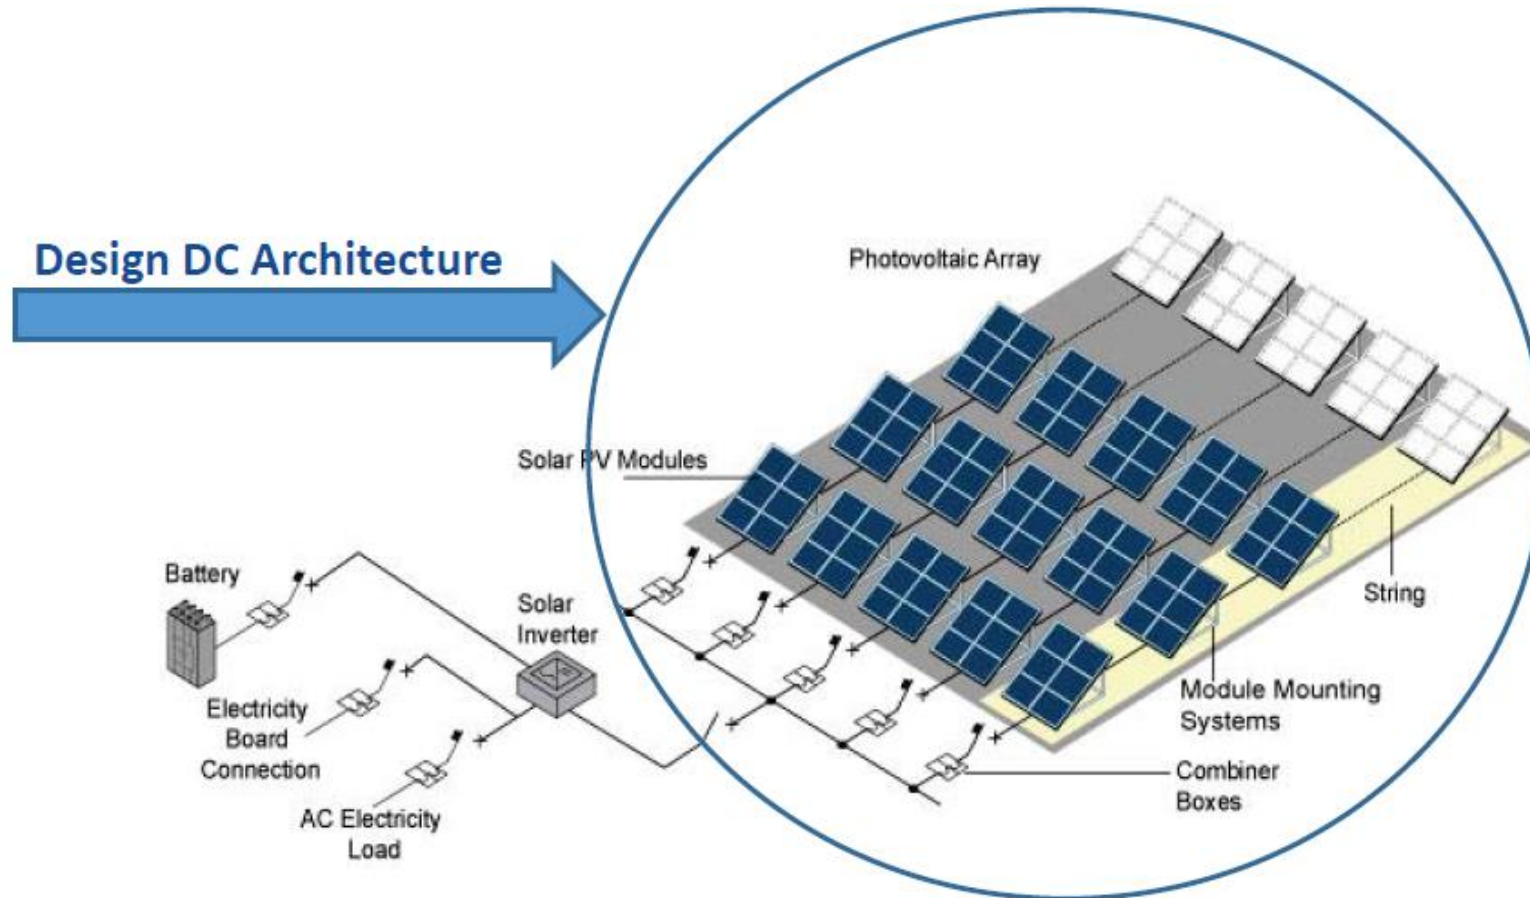 Design DC Architecture
Photovoltaic Array
Solar PV Modules
Battery
Solar
Inverter
String
Electricity
Board
Connection
Module Mounting
Systems
Combiner
Boxes
AC Electricity
Load